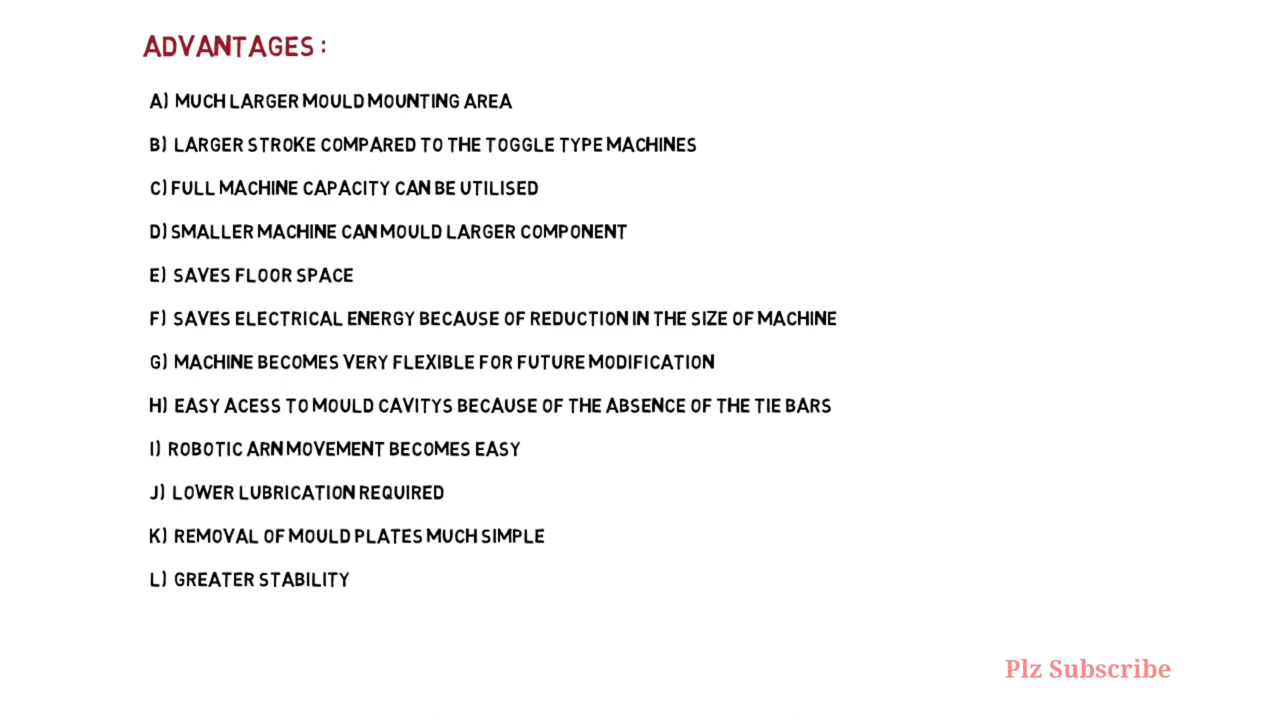 ADVANTAGES :
A) MUCH LARGER MOULD MOUNTING AREA
B) LARGER STROKE COMPARED TO THE TOGGLE TYPE MACHINES
C) FULL MACHINE CAPACITY CAN BE UTILISED
D) SMALLER MACHINE CAN MOULD LARGER COMPONENT
E) SAVES FLOOR SPACE
F) SAVES ELECTRICAL ENERGY BECAUSE OF REDUCTION IN THE SIZE OF MACHINE
G) MACHINE BECOMES VERY FLEXIBLE FOR FUTURE MODIFICATION
H) EASY ACESS TO MOULD CAVITYS BECAUSE OF THE ABSENCE OF THE TIE BARS
I) ROBOTIC ARN MOVEMENT BECOMES EASY
J) LOWER LUBRICATION REQUIRED
K) REMOVAL OF MOULD PLATES MUCH SIMPLE
L) GREATER STABILITY
Plz Subscribe